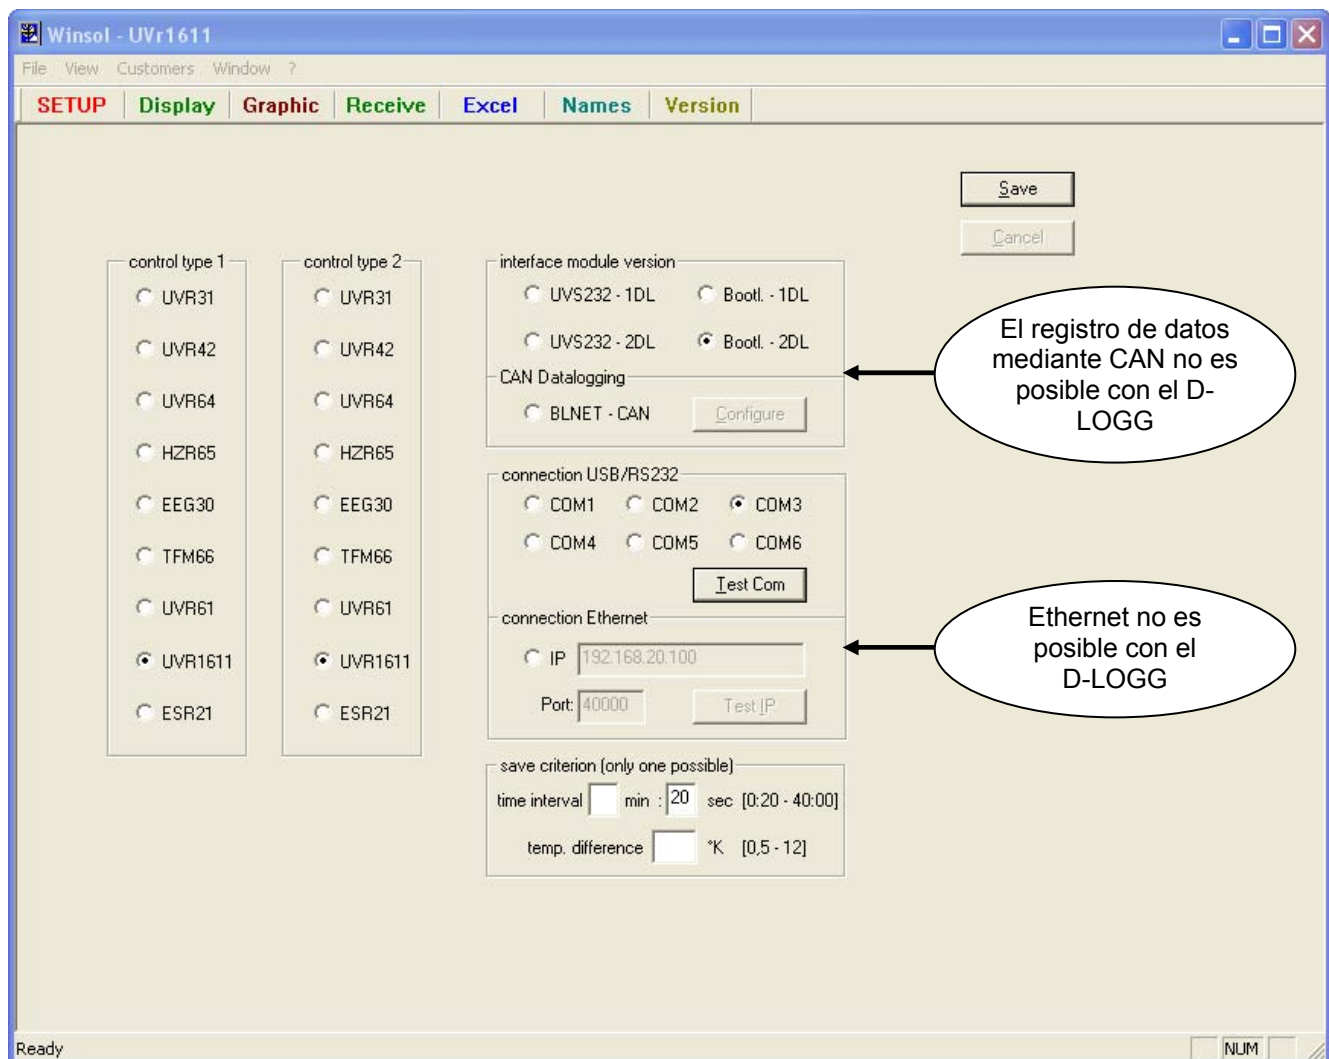 Winsol - UVr1611
File View Customers Window ?
SETUP Display Graphic Receive Excel Names Version
Save
Cancel
control type 1
UVR31
UVR42
UVR64
HZR65
EEG30
TFM66
UVR61
UVR1611
ESR21
control type 2
UVR31
UVR42
UVR64
HZR65
EEG30
TFM66
UVR61
UVR1611
ESR21
interface module version
UVS232 - 1DL Bootl. - 1DL
UVS232 - 2DL Bootl. - 2DL
CAN Datalogging
BLNET - CAN Configure
connection USB/RS232
COM1 COM2 COM3
COM4 COM5 COM6
Test Com
connection Ethernet
IP 192.168.20.100
Port: 40000 Test IP
save criterion (only one possible)
time interval min : 20 sec [0:20 - 40:00]
temp. difference °K [0,5 - 12]
El registro de datos
mediante CAN no es
posible con el D-
LOGG
Ethernet no es
posible con el
D-LOGG
Ready NUM